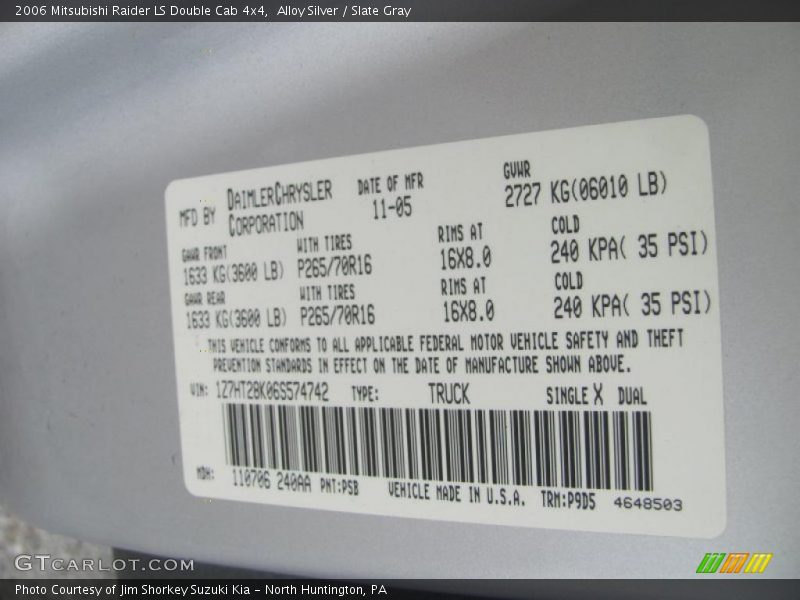 2006 Mitsubishi Raider LS Double Cab 4x4,  Alloy Silver / Slate Gray
MFD BY DAIMLERCHRYSLER CORPORATION DATE OF MFR 11-05 GVWR 2727 KG(06010 LB)
GAWR FRONT WITH TIRES RIMS AT COLD
1633 KG(3600 LB) P265/70R16 16X8.0 240 KPA( 35 PSI)
GAWR REAR WITH TIRES RIMS AT COLD
1633 KG(3600 LB) P265/70R16 16X8.0 240 KPA( 35 PSI)
THIS VEHICLE CONFORMS TO ALL APPLICABLE FEDERAL MOTOR VEHICLE SAFETY AND THEFT
PREVENTION STANDARDS IN EFFECT ON THE DATE OF MANUFACTURE SHOWN ABOVE.
VIN: 1Z7HT28K06S574742 TYPE: TRUCK SINGLE X DUAL
MDH: 110706 240AA PNT:PSB VEHICLE MADE IN U.S.A. TRM:P9D5 4648503
GTCARLOT.COM
Photo Courtesy of Jim Shorkey Suzuki Kia – North Huntington, PA